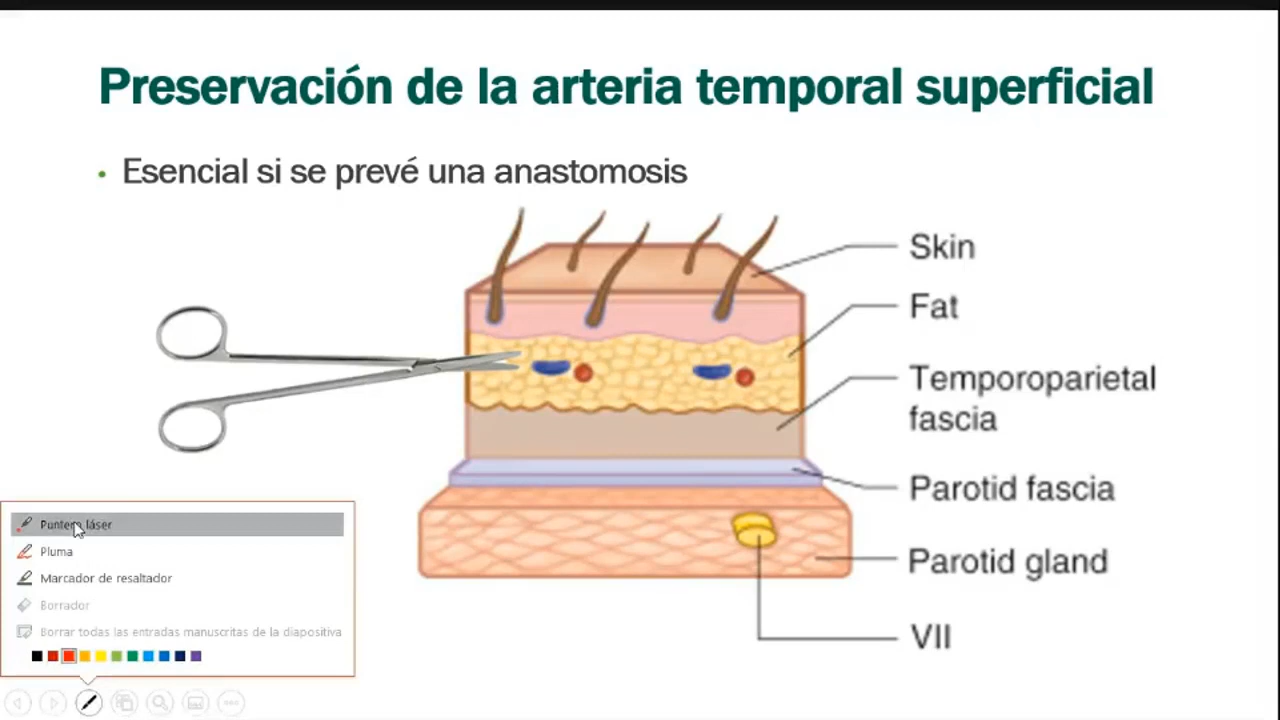 Preservación de la arteria temporal superficial
• Esencial si se prevé una anastomosis
Skin
Fat
Temporoparietal
fascia
Parotid fascia
Parotid gland
VII
Puntero láser
Pluma
Marcador de resaltador
Borrador
Borrar todas las entradas manuscritas de la diapositiva